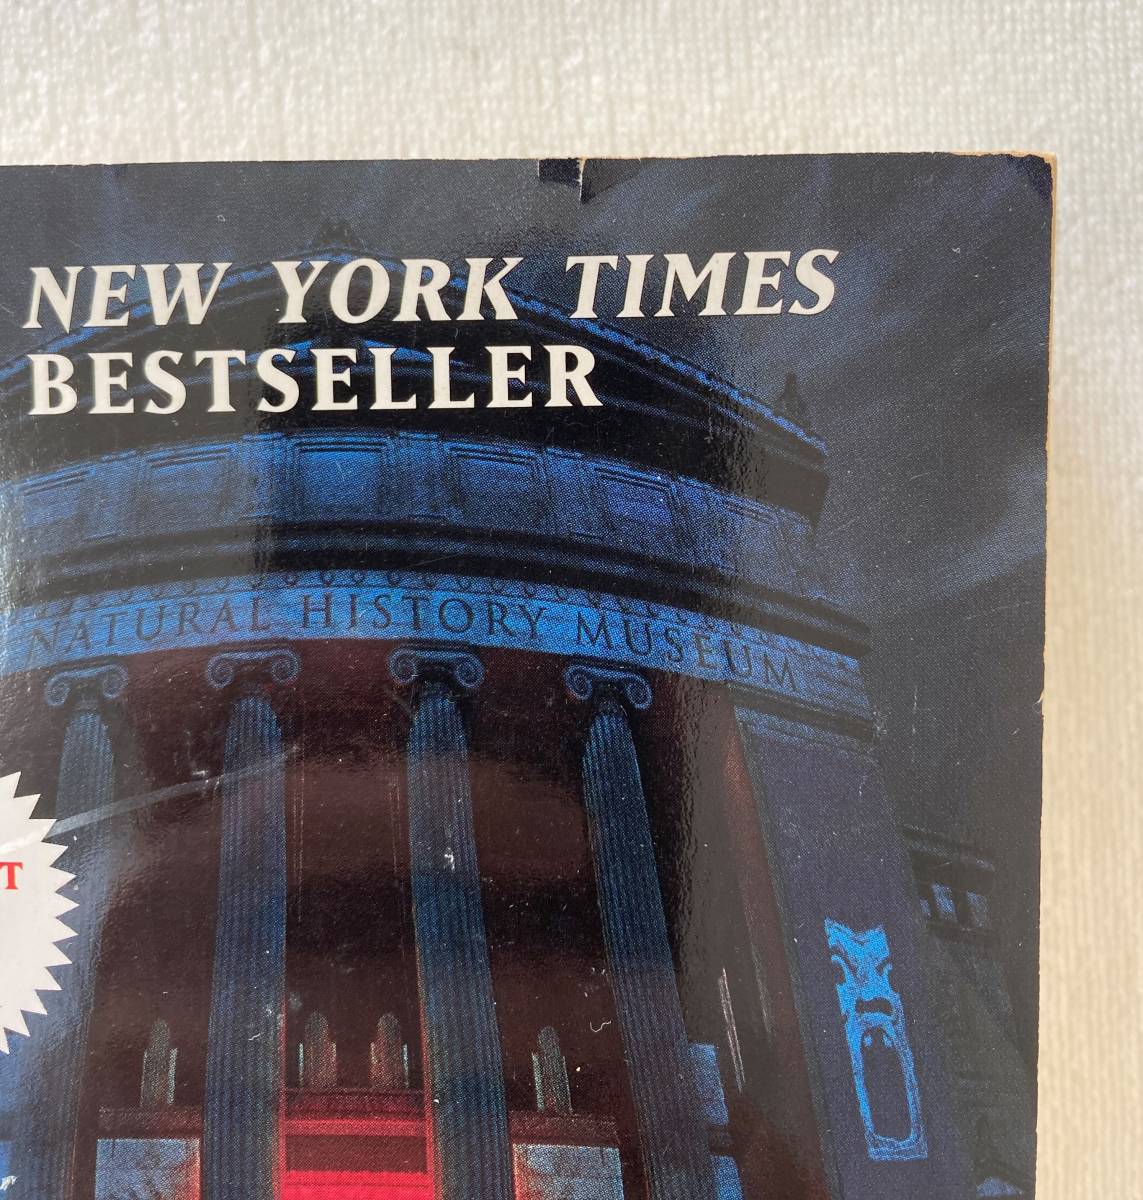 NEW YORK TIMES
BESTSELLER
NATURAL HISTORY MUSEUM
T